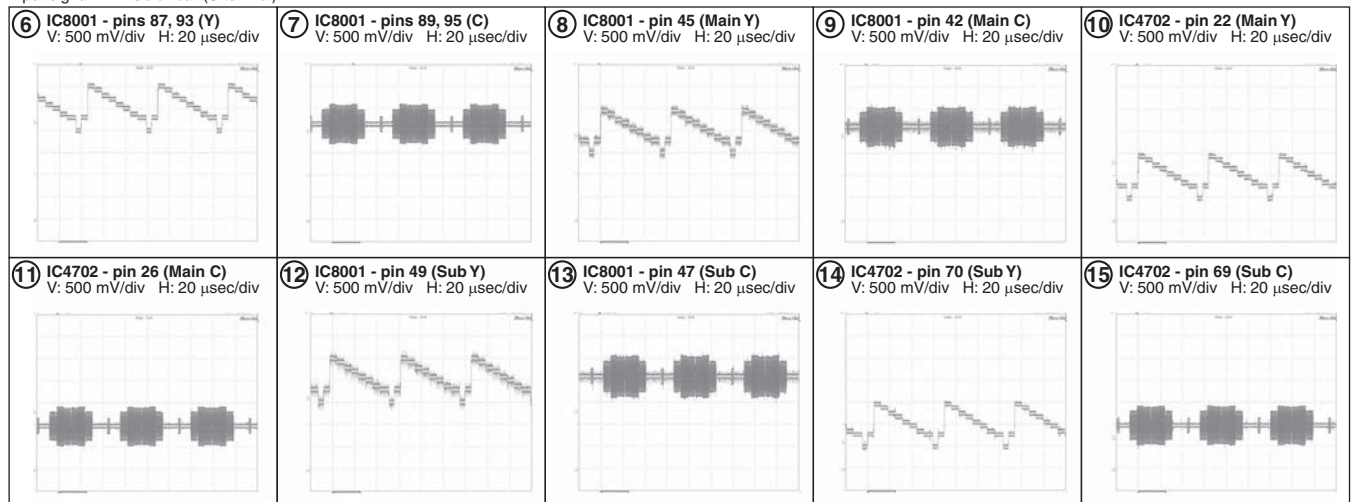 ⑥ IC8001 - pins 87, 93 (Y)
V: 500 mV/div H: 20 μsec/div
⑦ IC8001 - pins 89, 95 (C)
V: 500 mV/div H: 20 μsec/div
⑧ IC8001 - pin 45 (Main Y)
V: 500 mV/div H: 20 μsec/div
⑨ IC8001 - pin 42 (Main C)
V: 500 mV/div H: 20 μsec/div
⑩ IC4702 - pin 22 (Main Y)
V: 500 mV/div H: 20 μsec/div
⑪ IC4702 - pin 26 (Main C)
V: 500 mV/div H: 20 μsec/div
⑫ IC8001 - pin 49 (Sub Y)
V: 500 mV/div H: 20 μsec/div
⑬ IC8001 - pin 47 (Sub C)
V: 500 mV/div H: 20 μsec/div
⑭ IC4702 - pin 70 (Sub Y)
V: 500 mV/div H: 20 μsec/div
⑮ IC4702 - pin 69 (Sub C)
V: 500 mV/div H: 20 μsec/div